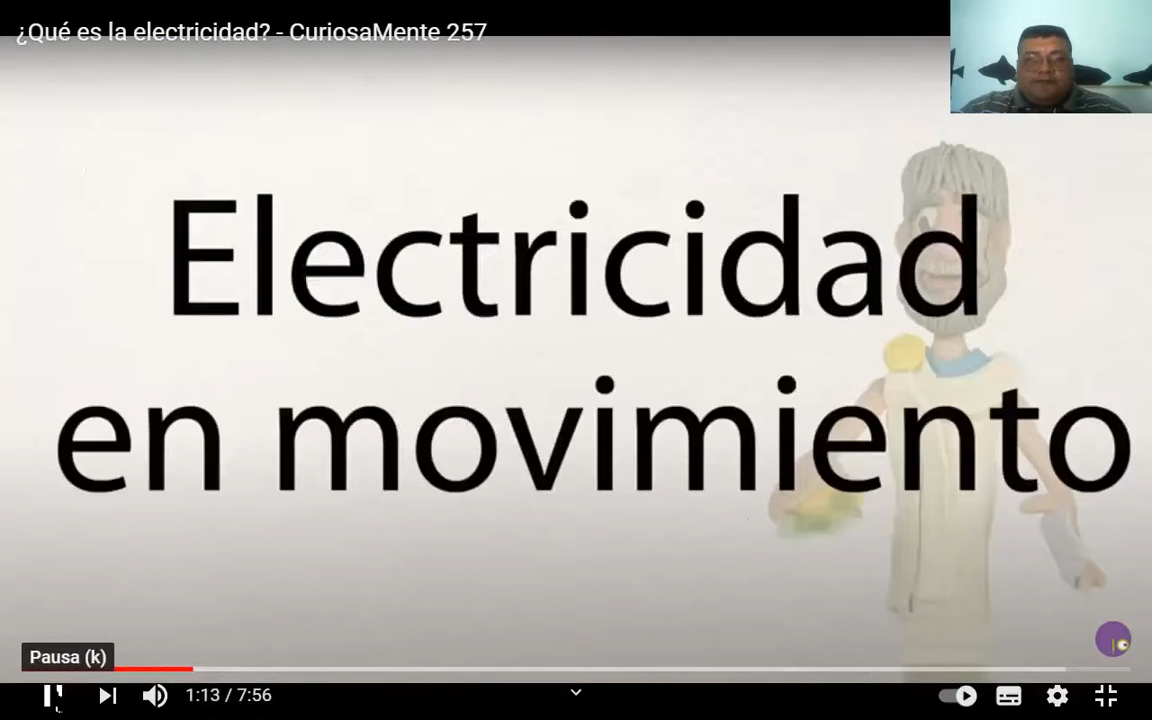 ¿Qué es la electricidad? - CuriosaMente 257
Electricidad
en movimiento
Pausa (k)
1:13 / 7:56